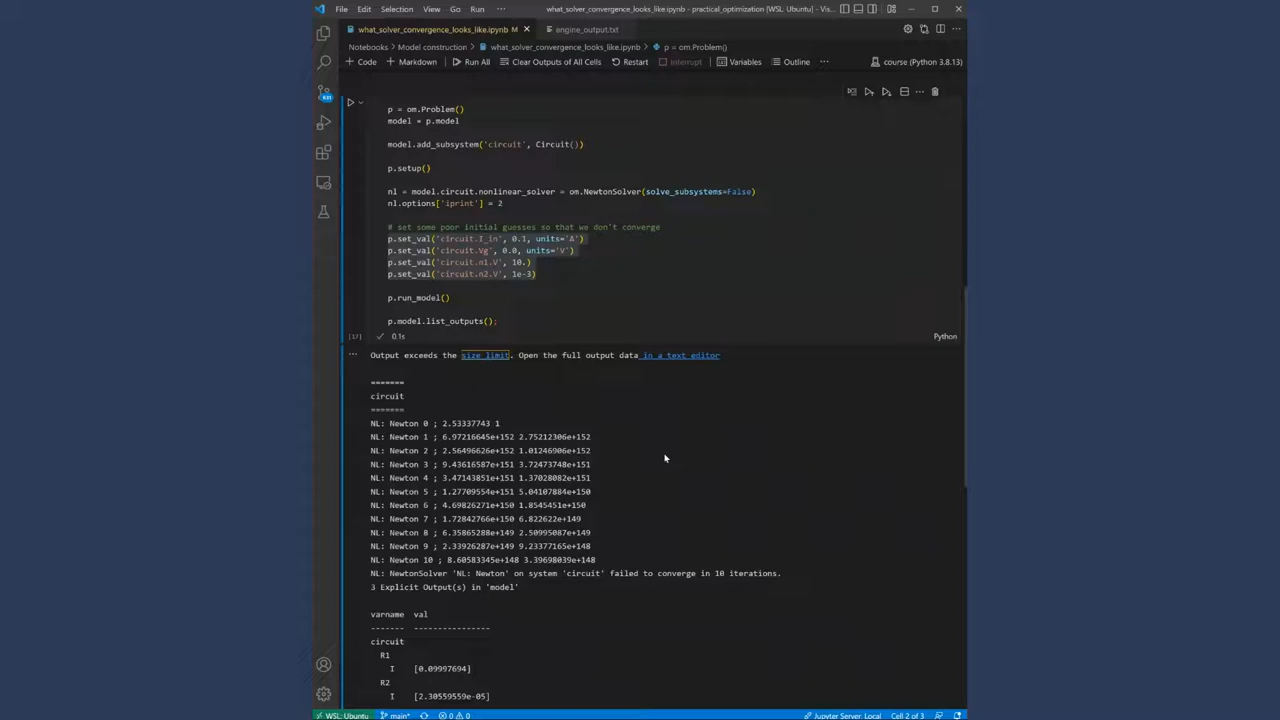 File Edit Selection View Go Run ... what_solver_convergence_looks_like.ipynb - practical_optimization [WSL: Ubuntu] - Vis...
what_solver_convergence_looks_like.ipynb M engine_output.txt
Notebooks > Model construction > what_solver_convergence_looks_like.ipynb > p = om.Problem()
+ Code + Markdown Run All Clear Outputs of All Cells Restart Interrupt Variables Outline ... course (Python 3.8.13)
p = om.Problem()
model = p.model
model.add_subsystem('circuit', Circuit())
p.setup()
nl = model.circuit.nonlinear_solver = om.NewtonSolver(solve_subsystems=False)
nl.options['iprint'] = 2
# set some poor initial guesses so that we don't converge
p.set_val('circuit.I_in', 0.1, units='A')
p.set_val('circuit.Vg', 0.0, units='V')
p.set_val('circuit.n1.V', 10.)
p.set_val('circuit.n2.V', 1e-3)
p.run_model()
p.model.list_outputs();
[17] 0.1s Python
Output exceeds the size limit. Open the full output data in a text editor
=======
circuit
=======
NL: Newton 0 ; 2.53337743 1
NL: Newton 1 ; 6.97216645e+152 2.75212306e+152
NL: Newton 2 ; 2.56496626e+152 1.01246906e+152
NL: Newton 3 ; 9.43616587e+151 3.72473748e+151
NL: Newton 4 ; 3.47143851e+151 1.37028082e+151
NL: Newton 5 ; 1.27709554e+151 5.04107884e+150
NL: Newton 6 ; 4.69826271e+150 1.8545451e+150
NL: Newton 7 ; 1.72842766e+150 6.822622e+149
NL: Newton 8 ; 6.35865288e+149 2.50995087e+149
NL: Newton 9 ; 2.33926287e+149 9.23377165e+148
NL: Newton 10 ; 8.60583345e+148 3.39698039e+148
NL: NewtonSolver 'NL: Newton' on system 'circuit' failed to converge in 10 iterations.
3 Explicit Output(s) in 'model'
varname val
------- ----------------
circuit
R1
I [0.09997694]
R2
I [2.30559559e-05]
WSL: Ubuntu main* 0 0 Jupyter Server: Local Cell 2 of 3